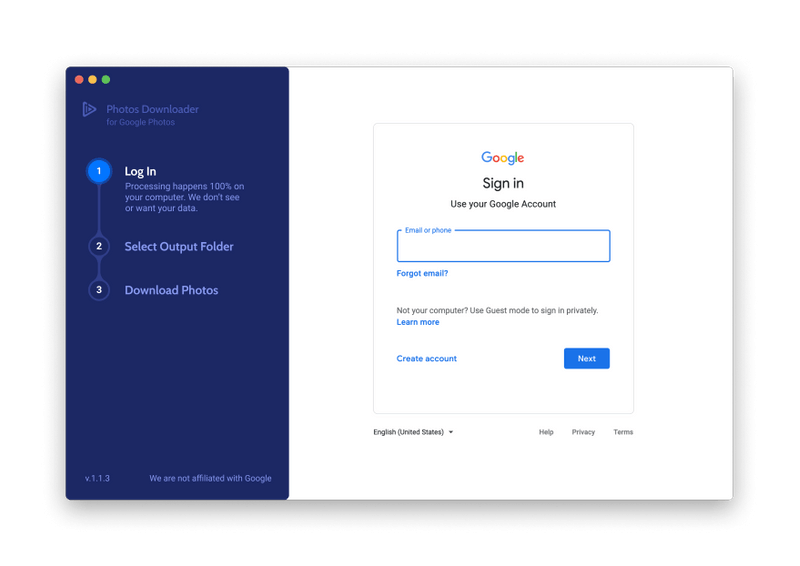 Photos Downloader
for Google Photos
1
Log In
Processing happens 100% on
your computer. We don't see
or want your data.
2
Select Output Folder
3
Download Photos
v.1.1.3
We are not affiliated with Google
Google
Sign in
Use your Google Account
Email or phone
Forgot email?
Not your computer? Use Guest mode to sign in privately.
Learn more
Create account
Next
English (United States)
Help
Privacy
Terms